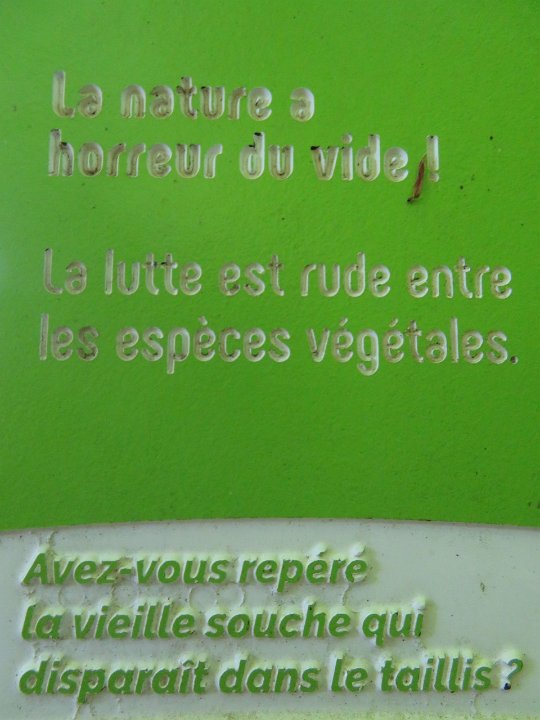 La nature a
horreur du vide !
La lutte est rude entre
les espèces végétales.
Avez-vous repéré
la vieille souche qui
disparaît dans le taillis ?